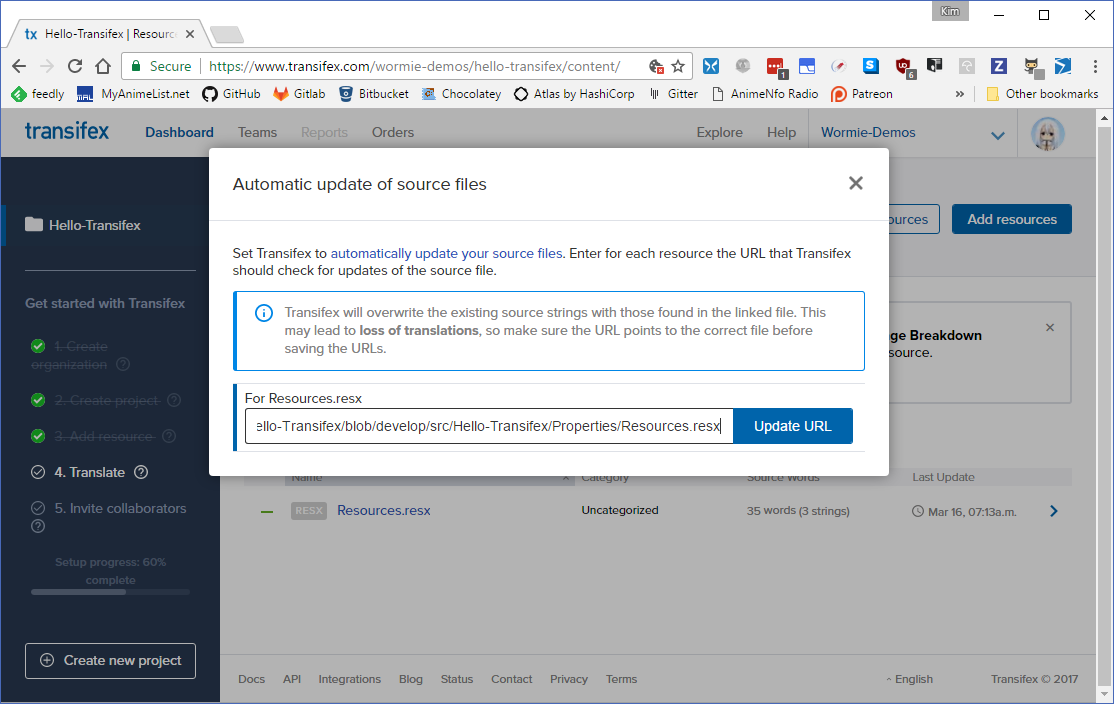 Kim
tx Hello-Transifex | Resourc
Secure https://www.transifex.com/wormie-demos/hello-transifex/content/
1
6
feedly MyAnimeList.net GitHub Gitlab Bitbucket Chocolatey Atlas by HashiCorp Gitter AnimeNfo Radio Patreon » Other bookmarks
transifex Dashboard Teams Reports Orders Explore Help Wormie-Demos
Automatic update of source files
Hello-Transifex
ources Add resources
Set Transifex to automatically update your source files. Enter for each resource the URL that Transifex
should check for updates of the source file.
Get started with Transifex
Transifex will overwrite the existing source strings with those found in the linked file. This
may lead to loss of translations, so make sure the URL points to the correct file before
saving the URLs.
ge Breakdown
source.
1. Create
organization
2. Create project
3. Add resource
4. Translate
5. Invite collaborators
For Resources.resx
ello-Transifex/blob/develop/src/Hello-Transifex/Properties/Resources.resx Update URL
Name Category Source Words Last Update
RESX Resources.resx Uncategorized 35 words (3 strings) Mar 16, 07:13a.m.
Setup progress: 60%
complete
Create new project
Docs API Integrations Blog Status Contact Privacy Terms English Transifex © 2017